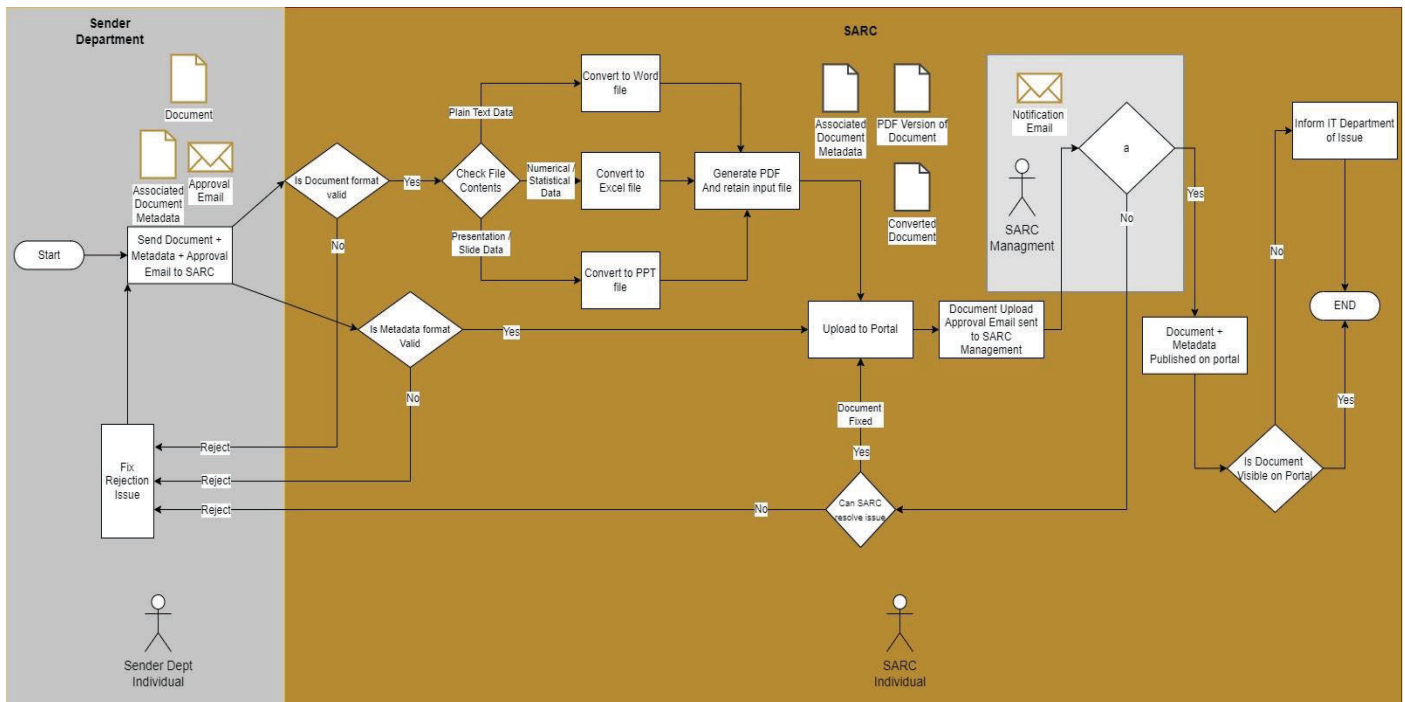 Sender
Department
SARC
Document
Associated
Document
Metadata
Approval
Email
Start
Send Document +
Metadata + Approval
Email to SARC
Is Document format
valid
Yes
No
Check File
Contents
Plain Text Data
Numerical /
Statistical
Data
Presentation /
Slide Data
Convert to Word
file
Convert to
Excel file
Convert to PPT
file
Generate PDF
And retain input file
Associated
Document
Metadata
PDF Version of
Document
Converted
Document
Notification
Email
SARC
Managment
a
Yes
No
Inform IT Department
of Issue
No
END
Is Metadata format
Valid
Yes
No
Upload to Portal
Document Upload
Approval Email sent
to SARC
Management
Document +
Metadata
Published on portal
Yes
Document
Fixed
Yes
Is Document
Visible on Portal
Can SARC
resolve issue
No
Reject
Reject
Reject
Fix
Rejection
Issue
Sender Dept
Individual
SARC
Individual